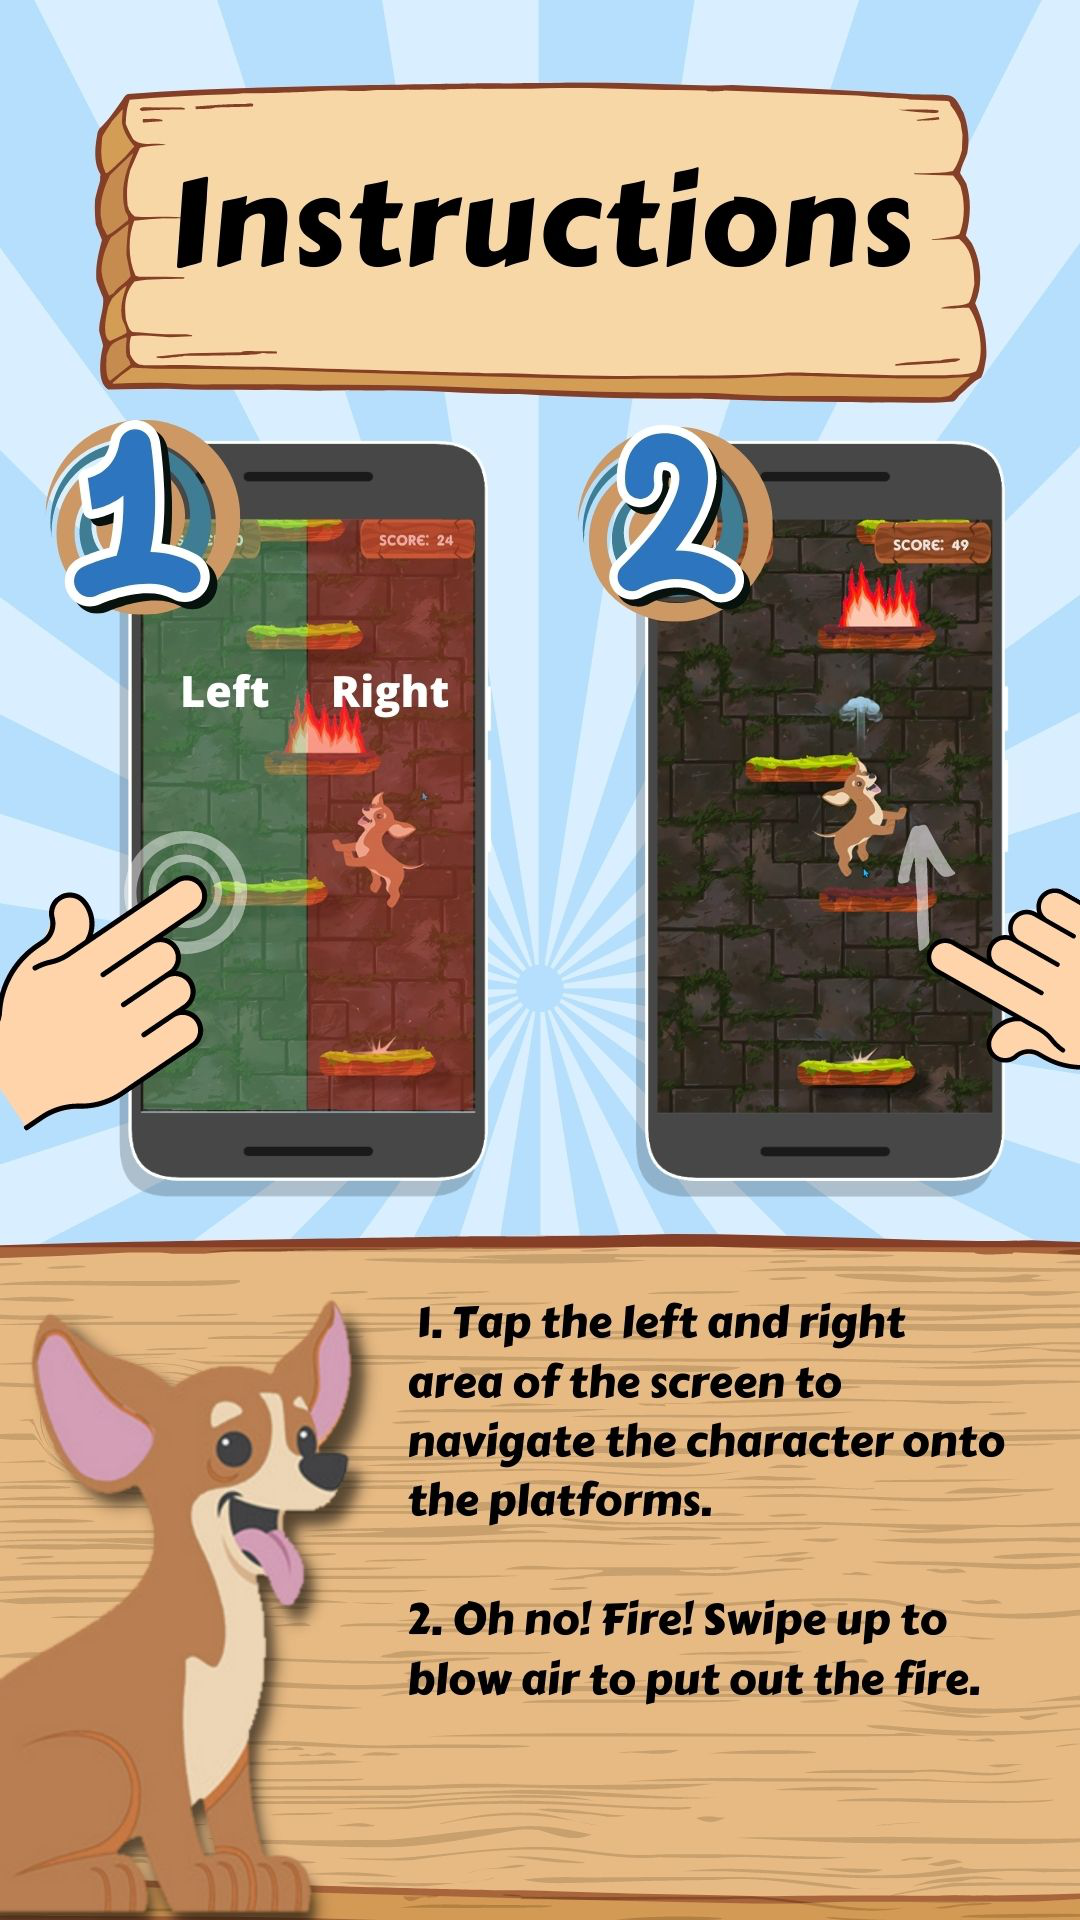 Instructions
1
2
SCORE: 24
SCORE: 49
Left
Right
1. Tap the left and right
area of the screen to
navigate the character onto
the platforms.
2. Oh no! Fire! Swipe up to
blow air to put out the fire.